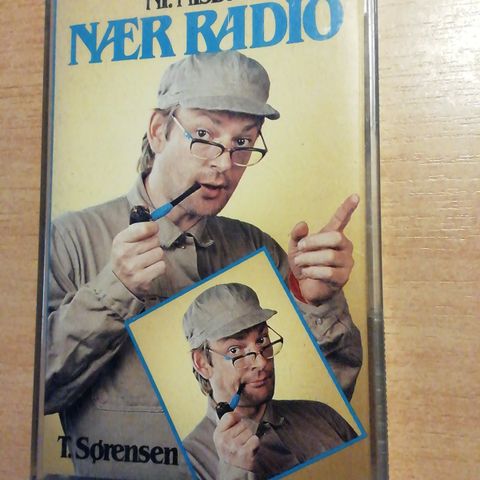 NÆR RADIO
T. Sørensen